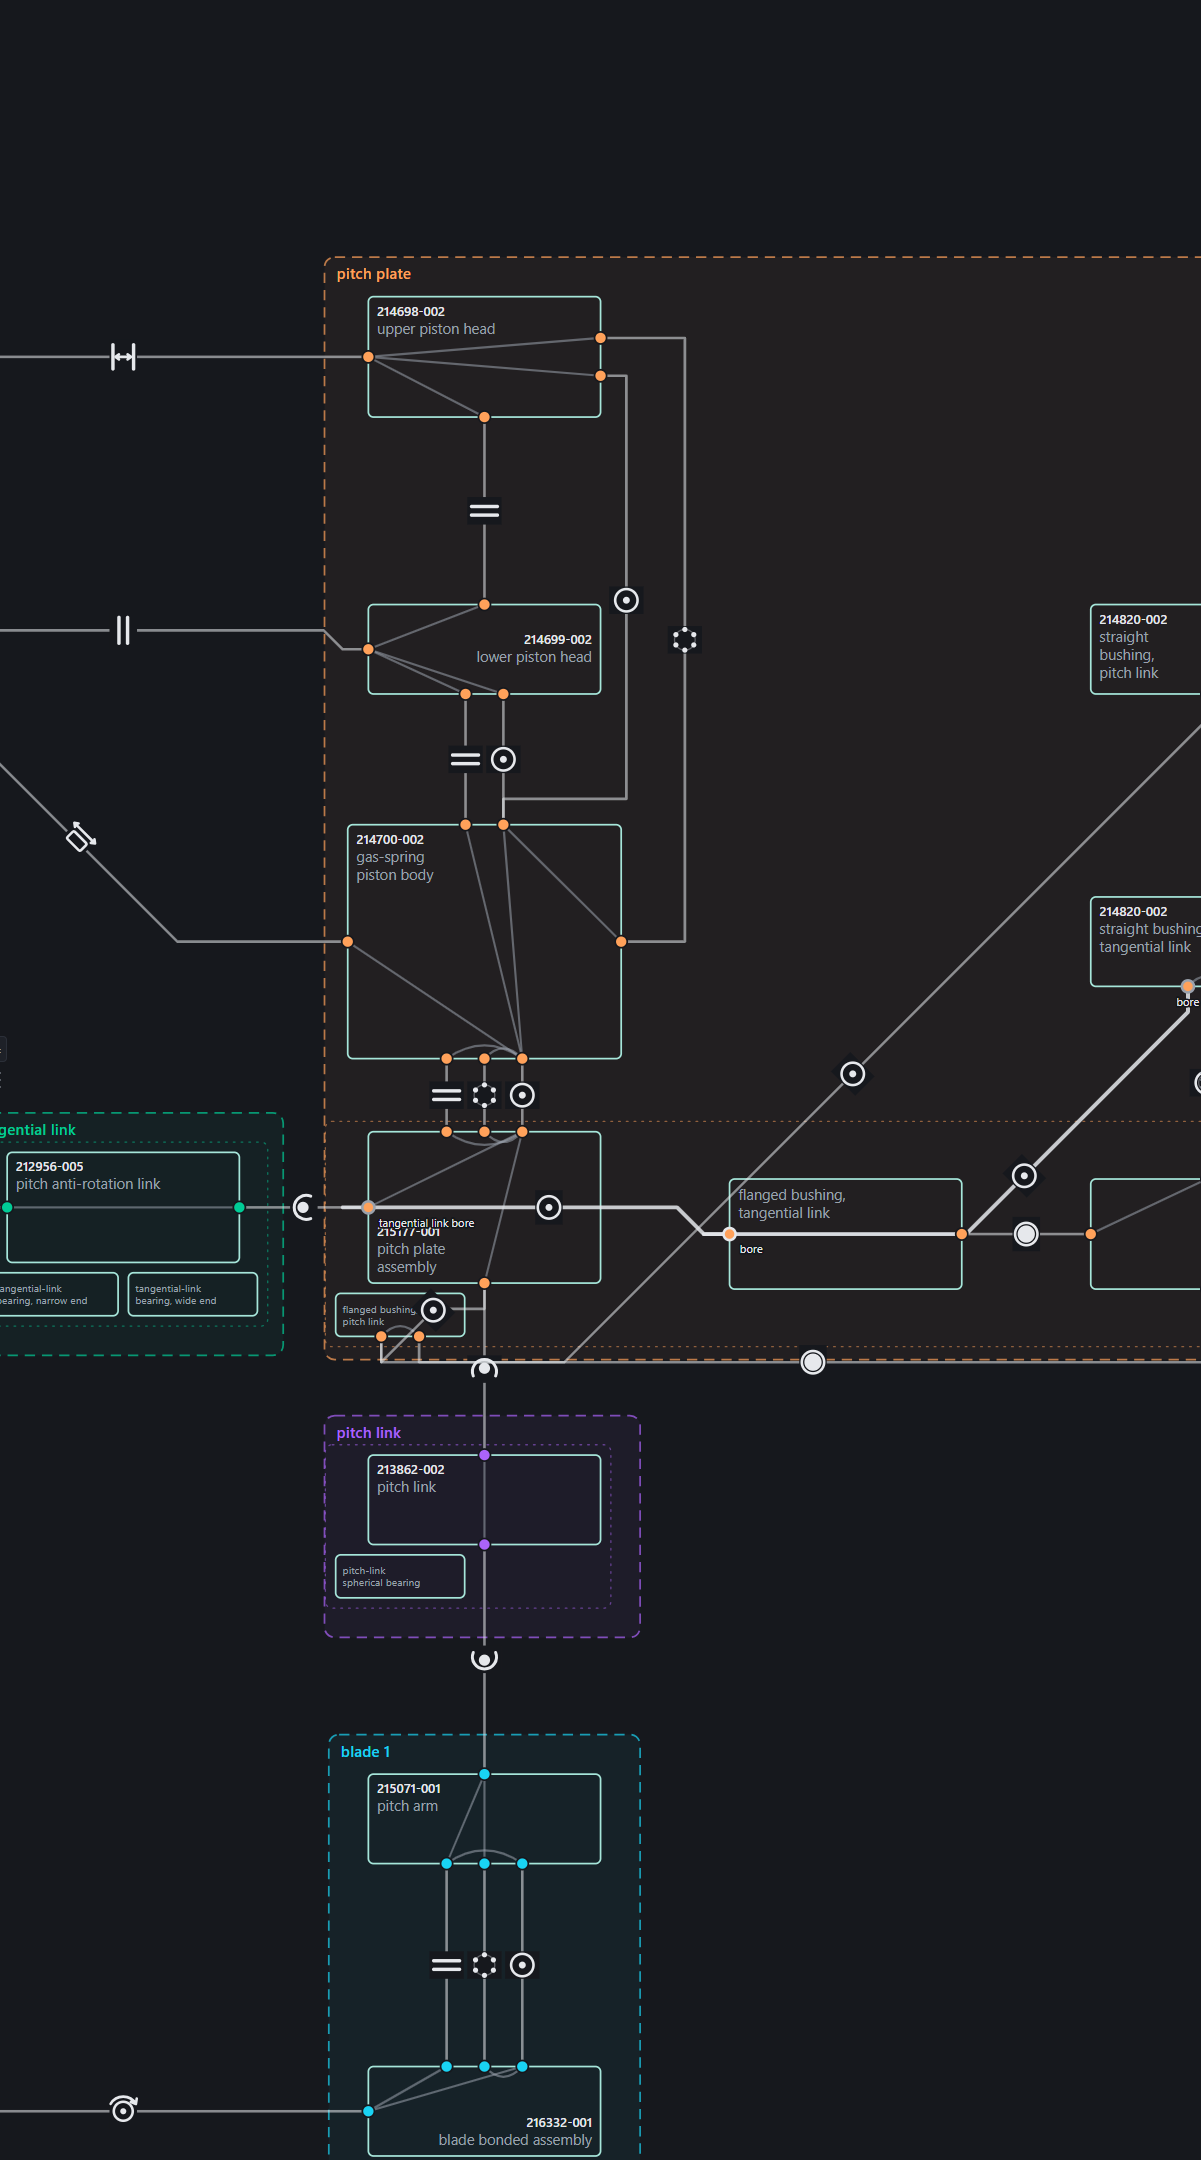 pitch plate
214698-002
upper piston head
214699-002
lower piston head
214820-002
straight
bushing,
pitch link
214700-002
gas-spring
piston body
214820-002
straight bushing
tangential link
bore
gential link
212956-005
pitch anti-rotation link
tangential link bore
215177-001
pitch plate
assembly
flanged bushing,
tangential link
bore
angential-link
bearing, narrow end
tangential-link
bearing, wide end
flanged bushing,
pitch link
pitch link
213862-002
pitch link
pitch-link
spherical bearing
blade 1
215071-001
pitch arm
216332-001
blade bonded assembly